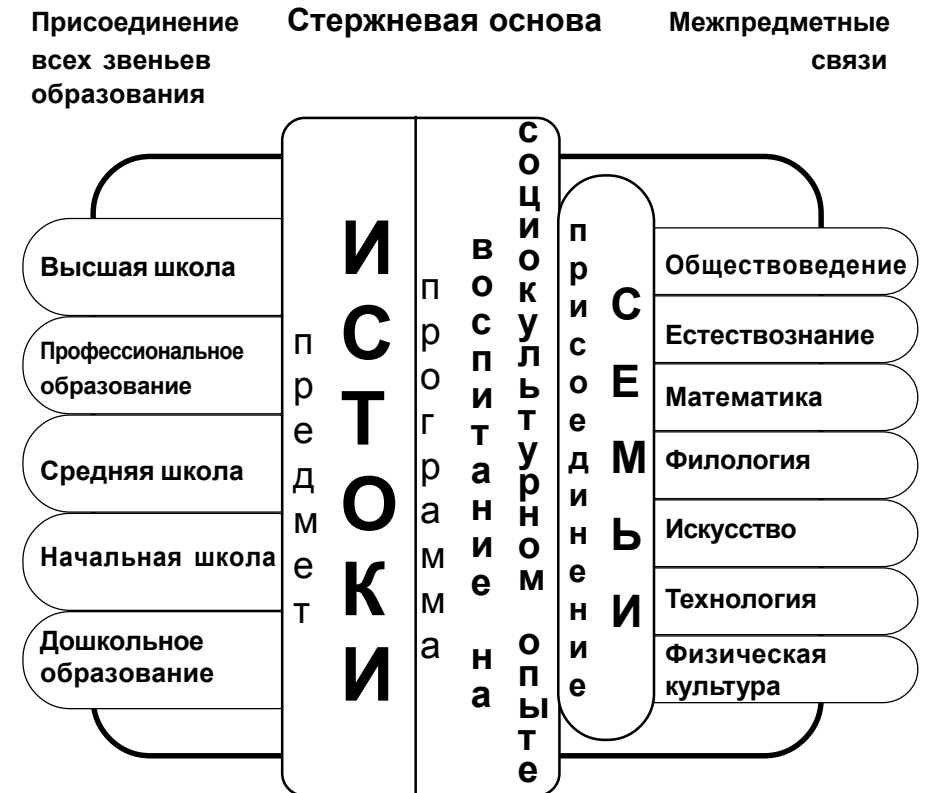 Присоединение
всех звеньев
образования
Стержневая основа
Межпредметные
связи
Высшая школа
Профессиональное
образование
Средняя школа
Начальная школа
Дошкольное
образование
предмет
ИСТОКИ
программа
воспитание на
социокультурном опыте
присоединение
СЕМЬИ
Обществоведение
Естествознание
Математика
Филология
Искусство
Технология
Физическая
культура